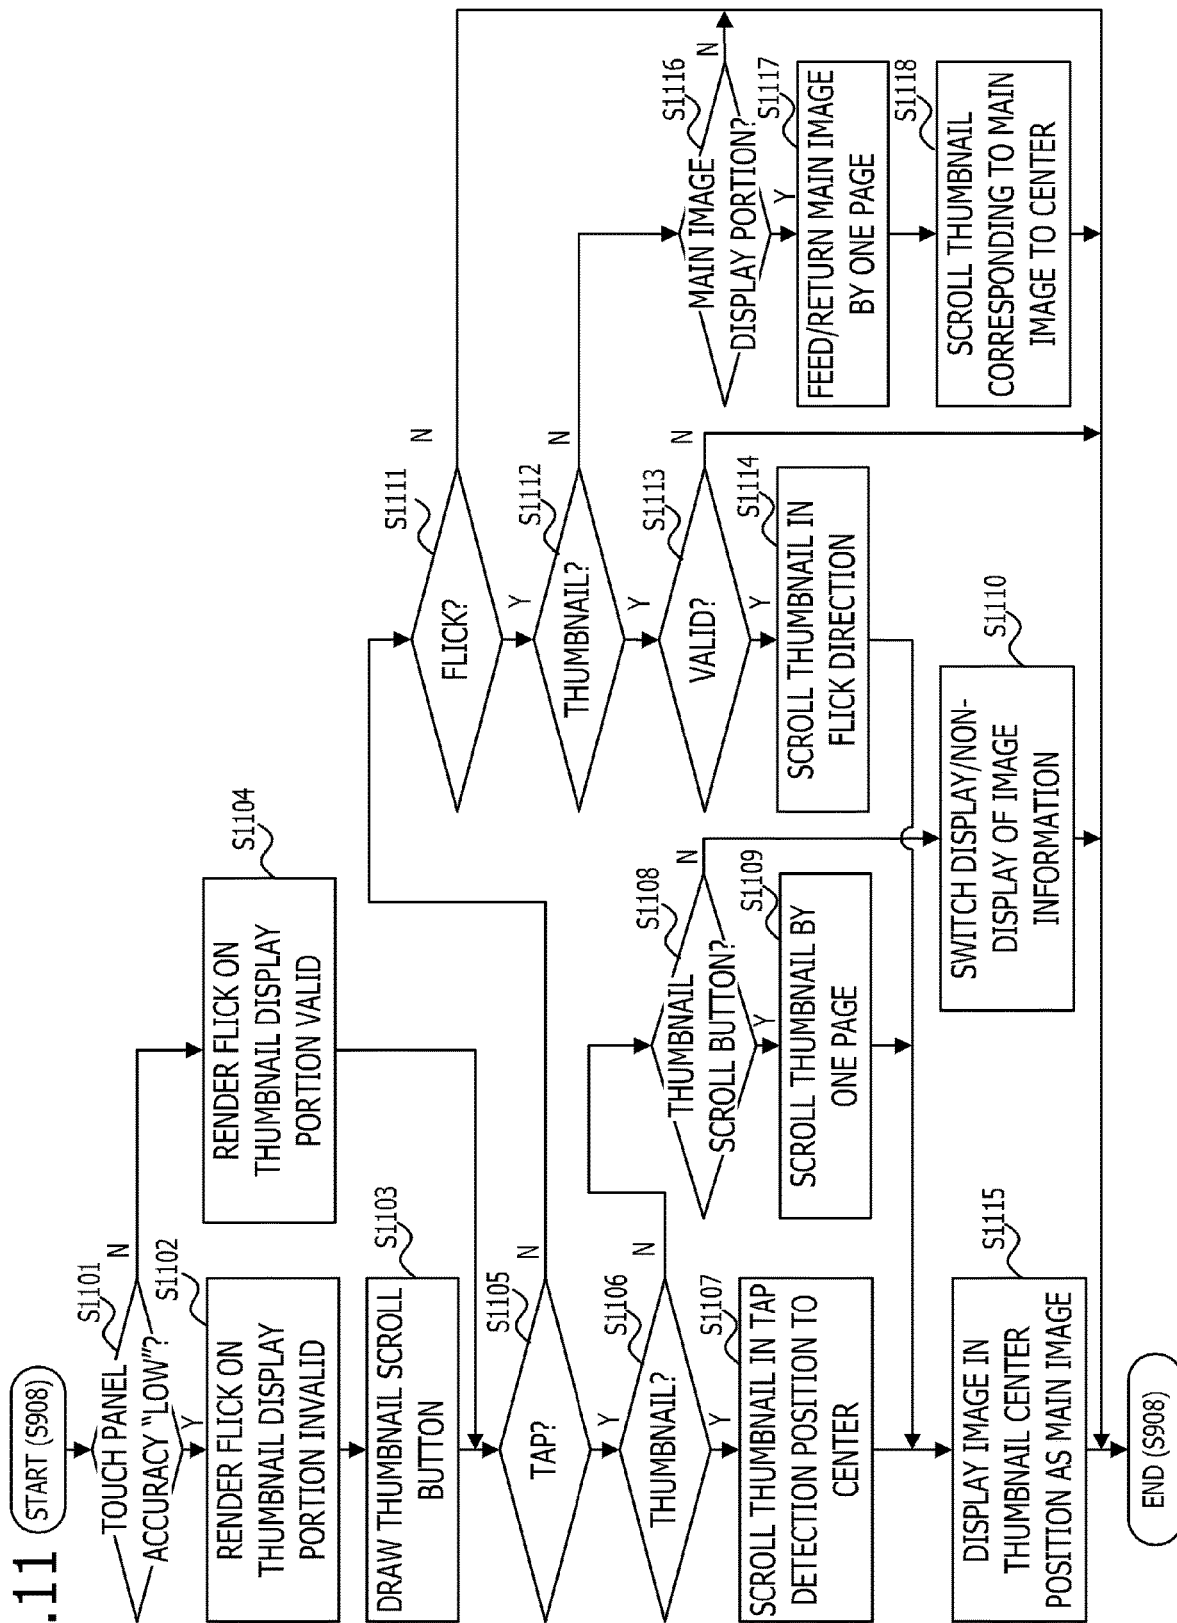 .11
START (S908)
S1101
TOUCH PANEL
ACCURACY "LOW"?
N
Y
S1102
RENDER FLICK ON
THUMBNAIL DISPLAY
PORTION INVALID
S1104
RENDER FLICK ON
THUMBNAIL DISPLAY
PORTION VALID
S1103
DRAW THUMBNAIL SCROLL
BUTTON
S1105
TAP?
N
Y
S1106
THUMBNAIL?
N
Y
S1107
SCROLL THUMBNAIL IN TAP
DETECTION POSITION TO
CENTER
S1108
THUMBNAIL
SCROLL BUTTON?
N
Y
S1109
SCROLL THUMBNAIL BY
ONE PAGE
S1110
SWITCH DISPLAY/NON-
DISPLAY OF IMAGE
INFORMATION
S1111
FLICK?
N
Y
S1112
THUMBNAIL?
N
Y
S1113
VALID?
N
Y
S1114
SCROLL THUMBNAIL IN
FLICK DIRECTION
S1116
MAIN IMAGE
DISPLAY PORTION?
N
Y
S1117
FEED/RETURN MAIN IMAGE
BY ONE PAGE
S1118
SCROLL THUMBNAIL
CORRESPONDING TO MAIN
IMAGE TO CENTER
S1115
DISPLAY IMAGE IN
THUMBNAIL CENTER
POSITION AS MAIN IMAGE
END (S908)